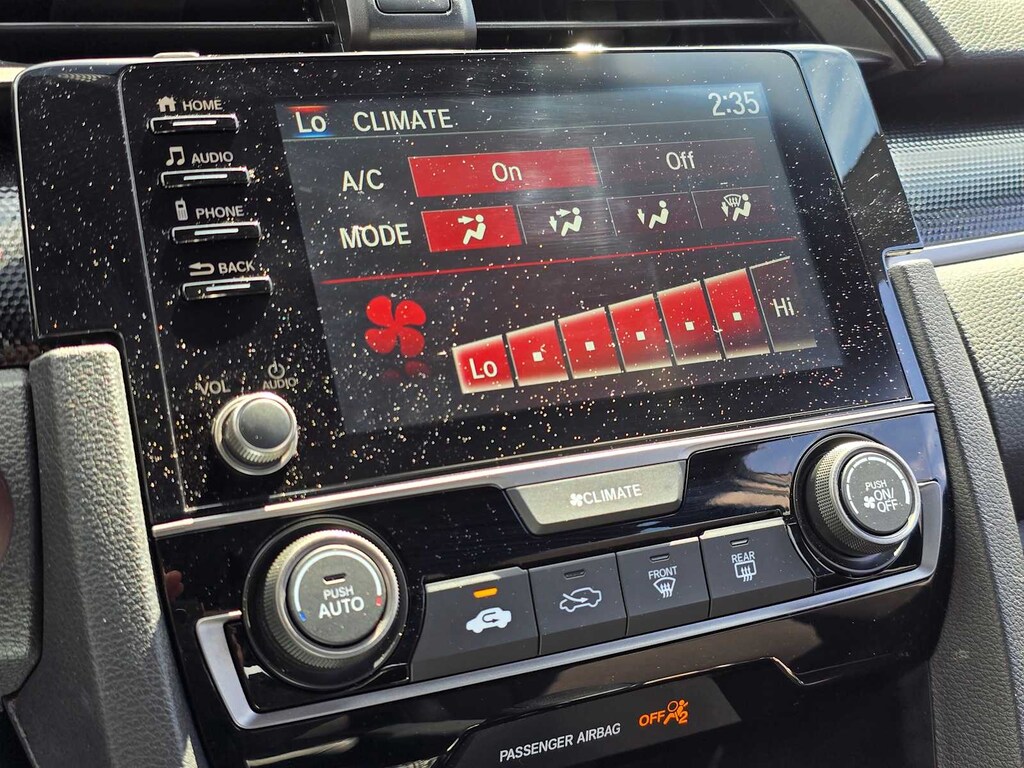 HOME
Lo CLIMATE 2:35
AUDIO
A/C On Off
PHONE
MODE
BACK
Lo Hi
VOL AUDIO
CLIMATE
PUSH
ON/
OFF
PUSH
AUTO
FRONT
REAR
PASSENGER AIRBAG OFF 2